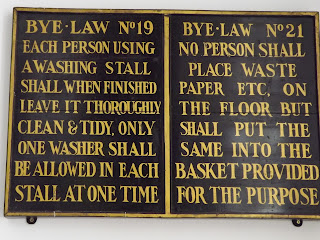 BYE·LAW Nº19
EACH PERSON USING
A WASHING STALL
SHALL WHEN FINISHED
LEAVE IT THOROUGHLY
CLEAN & TIDY, ONLY
ONE WASHER SHALL
BE ALLOWED IN EACH
STALL AT ONE TIME
BYE·LAW Nº21
NO PERSON SHALL
PLACE WASTE
PAPER ETC, ON
THE FLOOR BUT
SHALL PUT THE
SAME INTO THE
BASKET PROVIDED
FOR THE PURPOSE